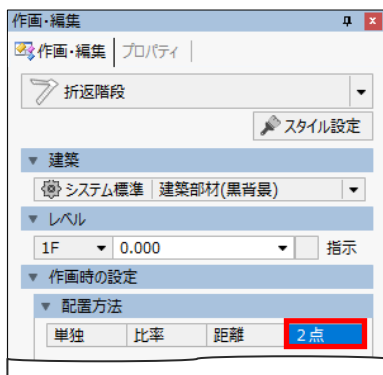 作画・編集
作画・編集 プロパティ
折返階段
スタイル設定
建築
システム標準 建築部材(黒背景)
レベル
1F 0.000 指示
作画時の設定
配置方法
単独 比率 距離 2点